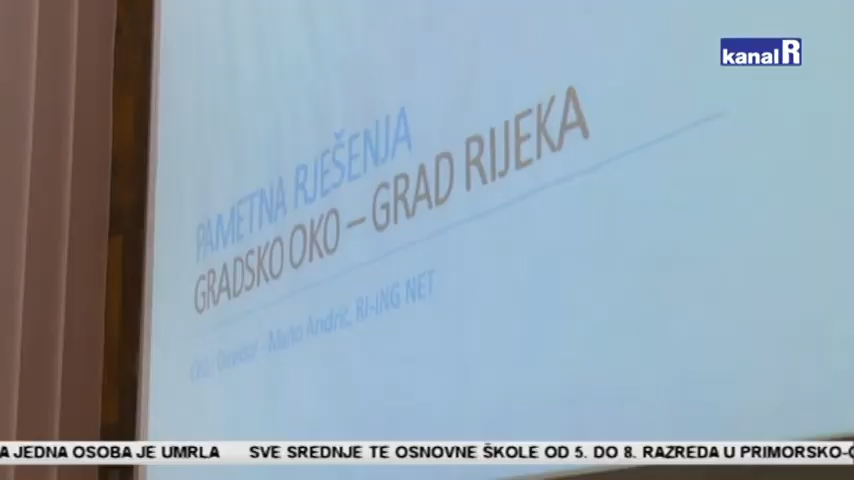 kanal R
PAMETNA RJEŠENJA
GRADSKO OKO – GRAD RIJEKA
Andrić, RI-ING NET
A JEDNA OSOBA JE UMRLA SVE SREDNJE TE OSNOVNE ŠKOLE OD 5. DO 8. RAZREDA U PRIMORSKO-